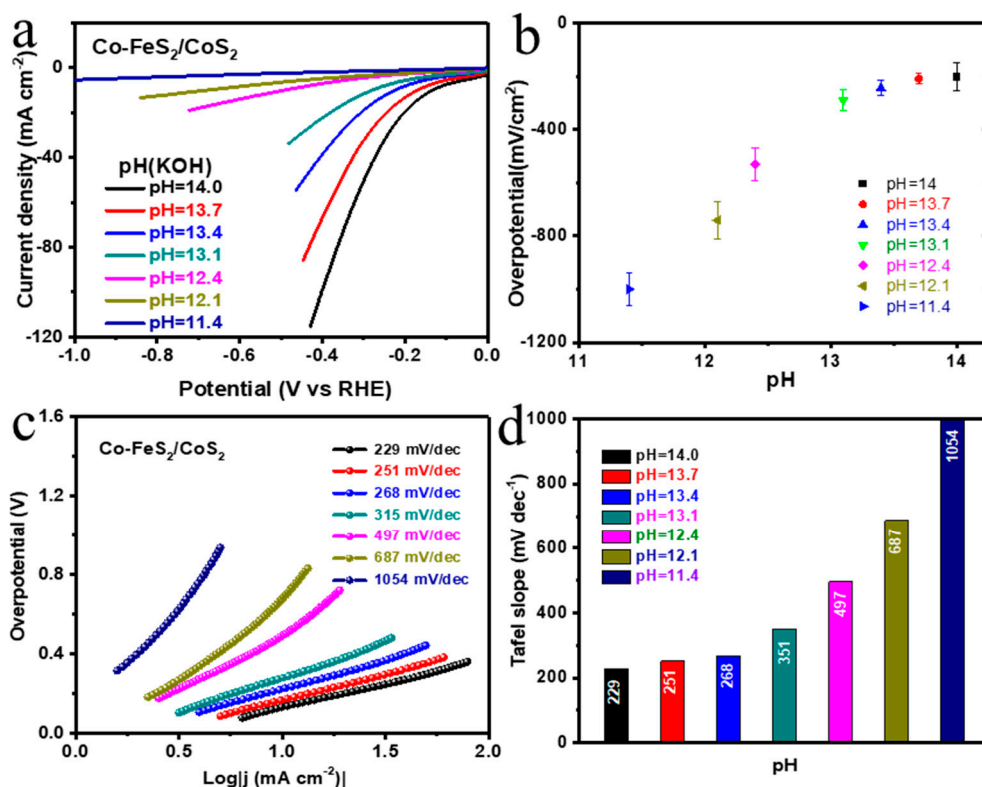 a
Co-FeS₂/CoS₂
0
-40
-80
-120
Current density (mA cm⁻²)
pH(KOH)
pH=14.0
pH=13.7
pH=13.4
pH=13.1
pH=12.4
pH=12.1
pH=11.4
-1.0 -0.8 -0.6 -0.4 -0.2 0.0
Potential (V vs RHE)
b
0
-400
-800
-1200
Overpotential(mV/cm²)
pH=14
pH=13.7
pH=13.4
pH=13.1
pH=12.4
pH=12.1
pH=11.4
11 12 13 14
pH
c
Co-FeS₂/CoS₂
1.6
1.2
0.8
0.4
0.0
Overpotential (V)
229 mV/dec
251 mV/dec
268 mV/dec
315 mV/dec
497 mV/dec
687 mV/dec
1054 mV/dec
0.0 0.5 1.0 1.5 2.0
Log|j (mA cm⁻²)|
d
1000
800
600
400
200
0
Tafel slope (mV dec⁻¹)
pH=14.0
pH=13.7
pH=13.4
pH=13.1
pH=12.4
pH=12.1
pH=11.4
229
251
268
351
497
687
1054
pH